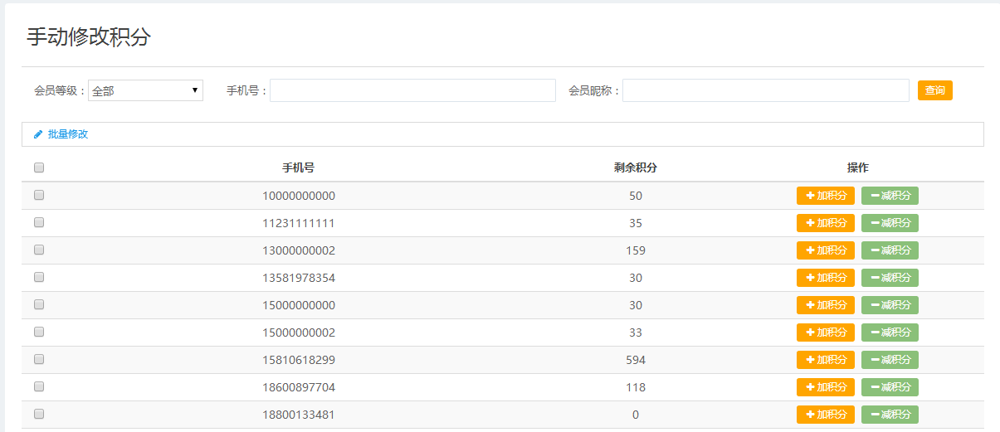 手动修改积分
会员等级：全部 手机号： 会员昵称： 查询
批量修改
手机号 剩余积分 操作
10000000000 50 加积分 减积分
11231111111 35 加积分 减积分
13000000002 159 加积分 减积分
13581978354 30 加积分 减积分
15000000000 30 加积分 减积分
15000000002 33 加积分 减积分
15810618299 594 加积分 减积分
18600897704 118 加积分 减积分
18800133481 0 加积分 减积分